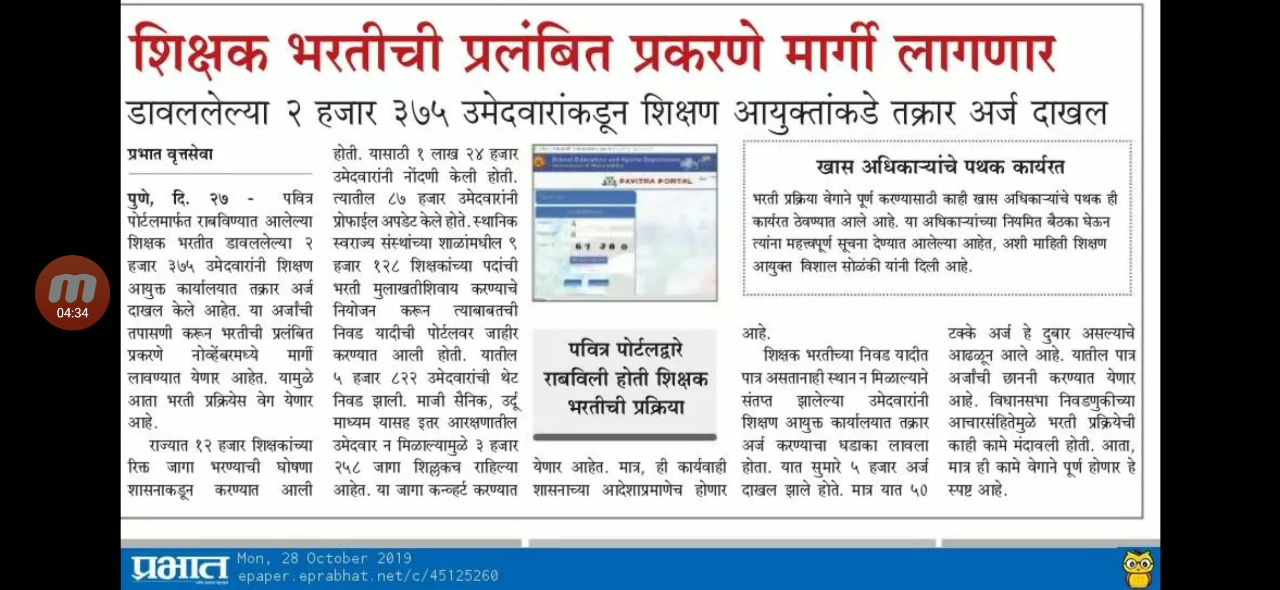 शिक्षक भरतीची प्रलंबित प्रकरणे मार्गी लागणार
डावललेल्या २ हजार ३७५ उमेदवारांकडून शिक्षण आयुक्तांकडे तक्रार अर्ज दाखल
प्रभात वृत्तसेवा
पुणे, दि. २७ - पवित्र
पोर्टलमार्फत राबविण्यात आलेल्या
शिक्षक भरतीत डावललेल्या २
हजार ३७५ उमेदवारांनी शिक्षण
आयुक्त कार्यालयात तक्रार अर्ज
दाखल केले आहेत. या अर्जांची
तपासणी करून भरतीची प्रलंबित
प्रकरणे नोव्हेंबरमध्ये मार्गी
लावण्यात येणार आहेत. यामुळे
आता भरती प्रक्रियेस वेग येणार
आहे.
राज्यात १२ हजार शिक्षकांच्या
रिक्त जागा भरण्याची घोषणा
शासनाकडून करण्यात आली
होती. यासाठी १ लाख २४ हजार
उमेदवारांनी नोंदणी केली होती.
त्यातील ८७ हजार उमेदवारांनी
प्रोफाईल अपडेट केले होते. स्थानिक
स्वराज्य संस्थांच्या शाळांमधील ९
हजार १२८ शिक्षकांच्या पदांची
भरती मुलाखतीशिवाय करण्याचे
नियोजन करून त्याबाबतची
निवड यादीची पोर्टलवर जाहीर
करण्यात आली होती. यातील
५ हजार ८२२ उमेदवारांची थेट
निवड झाली. माजी सैनिक, उर्दू
माध्यम यासह इतर आरक्षणातील
उमेदवार न मिळाल्यामुळे ३ हजार
२५८ जागा शिल्लकच राहिल्या
आहेत. या जागा कन्व्हर्ट करण्यात
School Education and Sports Department
PAVITRA PORTAL
61280
पवित्र पोर्टलद्वारे
राबविली होती शिक्षक
भरतीची प्रक्रिया
येणार आहेत. मात्र, ही कार्यवाही
शासनाच्या आदेशाप्रमाणेच होणार
खास अधिकाऱ्यांचे पथक कार्यरत
भरती प्रक्रिया वेगाने पूर्ण करण्यासाठी काही खास अधिकाऱ्यांचे पथक ही
कार्यरत ठेवण्यात आले आहे. या अधिकाऱ्यांच्या नियमित बैठका घेऊन
त्यांना महत्त्वपूर्ण सूचना देण्यात आलेल्या आहेत, अशी माहिती शिक्षण
आयुक्त विशाल सोळंकी यांनी दिली आहे.
आहे.
शिक्षक भरतीच्या निवड यादीत
पात्र असतानाही स्थान न मिळाल्याने
संतप्त झालेल्या उमेदवारांनी
शिक्षण आयुक्त कार्यालयात तक्रार
अर्ज करण्याचा धडाका लावला
होता. यात सुमारे ५ हजार अर्ज
दाखल झाले होते. मात्र यात ५०
टक्के अर्ज हे दुबार असल्याचे
आढळून आले आहे. यातील पात्र
अर्जांची छाननी करण्यात येणार
आहे. विधानसभा निवडणुकीच्या
आचारसंहितेमुळे भरती प्रक्रियेची
काही कामे मंदावली होती. आता,
मात्र ही कामे वेगाने पूर्ण होणार हे
स्पष्ट आहे.
04:34
प्रभात
Mon, 28 October 2019
epaper.eprabhat.net/c/45125260